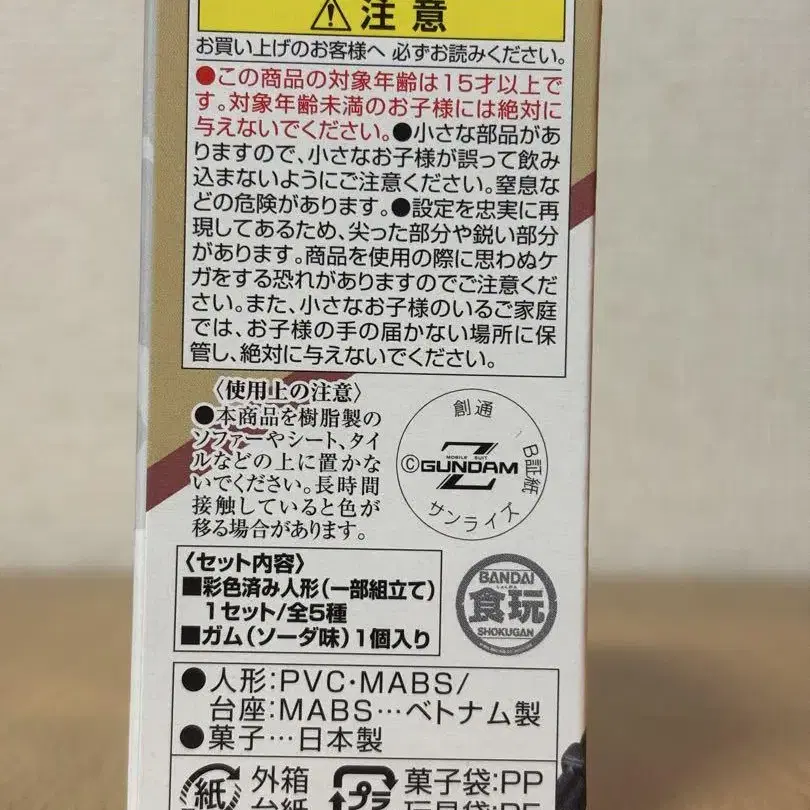 ⚠注意
お買い上げのお客様へ 必ずお読みください。
●この商品の対象年齢は15才以上で
す。対象年齢未満のお子様には絶対に
与えないでください。●小さな部品があ
りますので、小さなお子様が誤って飲み
込まないようにご注意ください。窒息な
どの危険があります。●設定を忠実に再
現してあるため、尖った部分や鋭い部分
があります。商品を使用の際に思わぬケ
ガをする恐れがありますのでご注意くだ
さい。また、小さなお子様のいるご家庭
では、お子様の手の届かない場所に保
管し、絶対に与えないでください。
〈使用上の注意〉
●本商品を樹脂製の
ソファーやシート、タイ
ルなどの上に置かな
いでください。長時間
接触していると色が
移る場合があります。
創通
B証紙
MOBILE SUIT
Z
©GUNDAM
サンライズ
〈セット内容〉
■彩色済み人形(一部組立て)
1セット/全5種
■ガム(ソーダ味)1個入り
BANDAI
食玩
SHOKUGAN
●人形:PVC・MABS/
台座:MABS…ベトナム製
●菓子…日本製
紙
外箱
プラ
菓子袋:PP